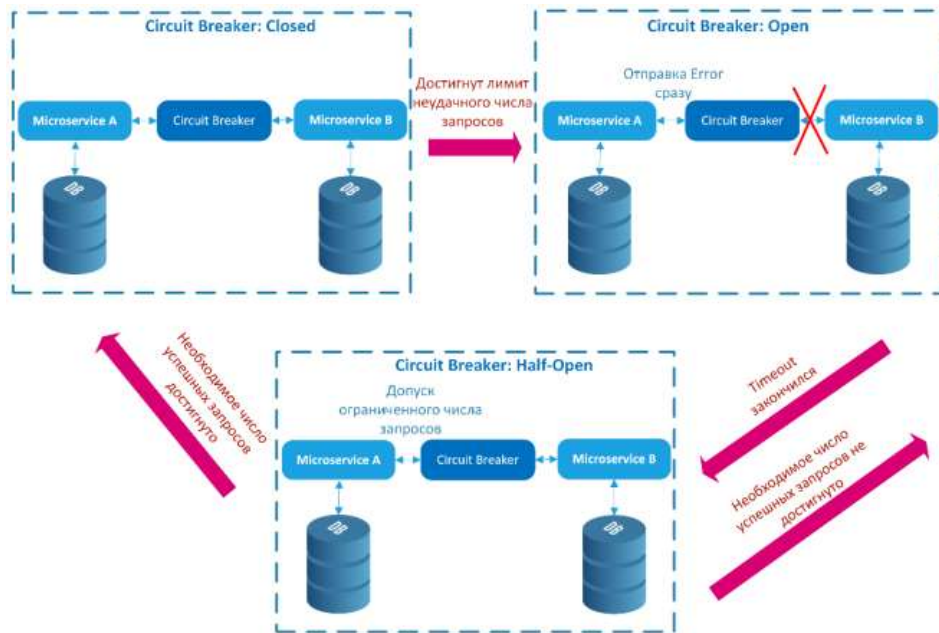 Circuit Breaker: Closed
Microservice A
Circuit Breaker
Microservice B
DB
DB
Достигнут лимит
неудачного числа
запросов
Circuit Breaker: Open
Отправка Error
сразу
Microservice A
Circuit Breaker
Microservice B
DB
DB
Необходимое число
успешных запросов
достигнуто
Circuit Breaker: Half-Open
Допуск
ограниченного числа
запросов
Microservice A
Circuit Breaker
Microservice B
DB
DB
Timeout
закончился
Необходимое число
успешных запросов не
достигнуто